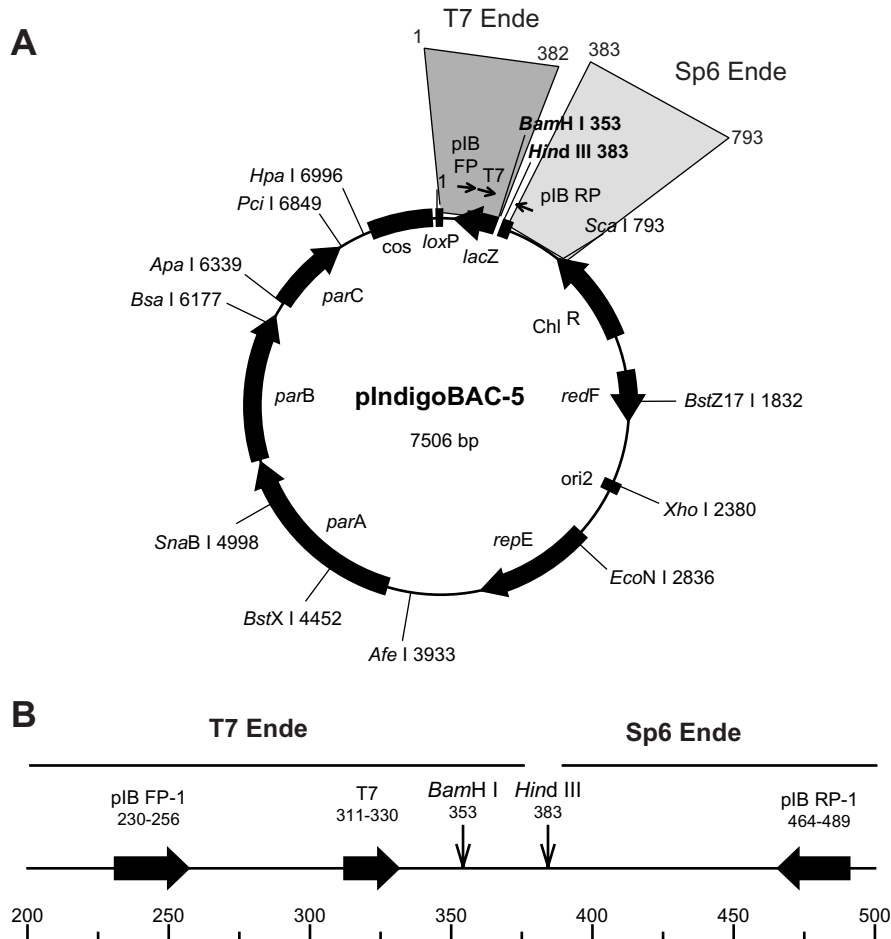 A
T7 Ende
1
382
383
Sp6 Ende
793
BamH I 353
Hind III 383
pIB
FP
T7
1
pIB RP
Sca I 793
Hpa I 6996
Pci I 6849
Apa I 6339
Bsa I 6177
cos
loxP
lacZ
parC
Chl R
parB
pIndigoBAC-5
7506 bp
redF
BstZ17 I 1832
ori2
Xho I 2380
parA
repE
SnaB I 4998
EcoN I 2836
BstX I 4452
Afe I 3933
B
T7 Ende
Sp6 Ende
pIB FP-1
230-256
T7
311-330
BamH I
353
Hind III
383
pIB RP-1
464-489
200 250 300 350 400 450 500